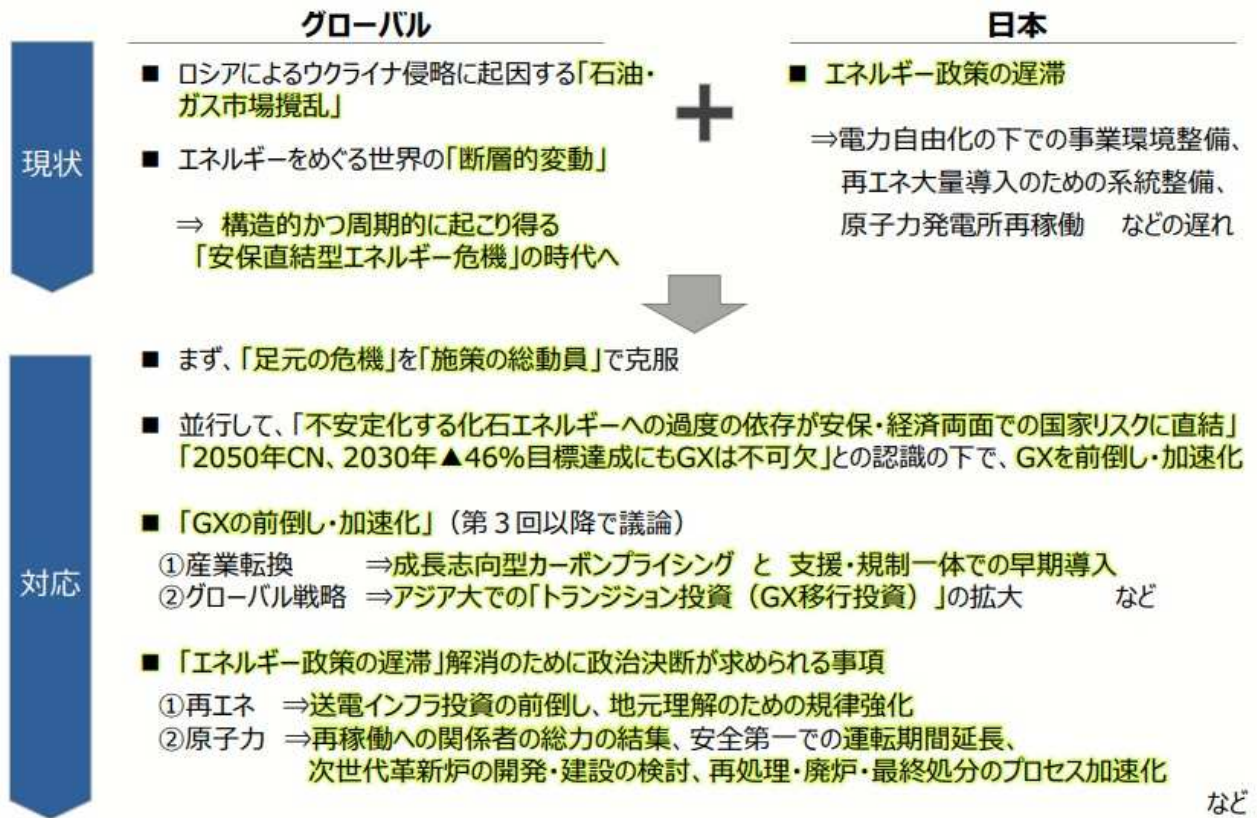 グローバル
日本
現状
■ ロシアによるウクライナ侵略に起因する「石油・
ガス市場攪乱」
■ エネルギーをめぐる世界の「断層的変動」
⇒ 構造的かつ周期的に起こり得る
「安保直結型エネルギー危機」の時代へ
+
■ エネルギー政策の遅滞
⇒電力自由化の下での事業環境整備、
再エネ大量導入のための系統整備、
原子力発電所再稼働 などの遅れ
対応
■ まず、「足元の危機」を「施策の総動員」で克服
■ 並行して、「不安定化する化石エネルギーへの過度の依存が安保・経済両面での国家リスクに直結」
「2050年CN、2030年▲46%目標達成にもGXは不可欠」との認識の下で、GXを前倒し・加速化
■ 「GXの前倒し・加速化」（第３回以降で議論）
①産業転換 ⇒成長志向型カーボンプライシング と 支援・規制一体での早期導入
②グローバル戦略 ⇒アジア大での「トランジション投資（GX移行投資）」の拡大 など
■ 「エネルギー政策の遅滞」解消のために政治決断が求められる事項
①再エネ ⇒送電インフラ投資の前倒し、地元理解のための規律強化
②原子力 ⇒再稼働への関係者の総力の結集、安全第一での運転期間延長、
次世代革新炉の開発・建設の検討、再処理・廃炉・最終処分のプロセス加速化
など